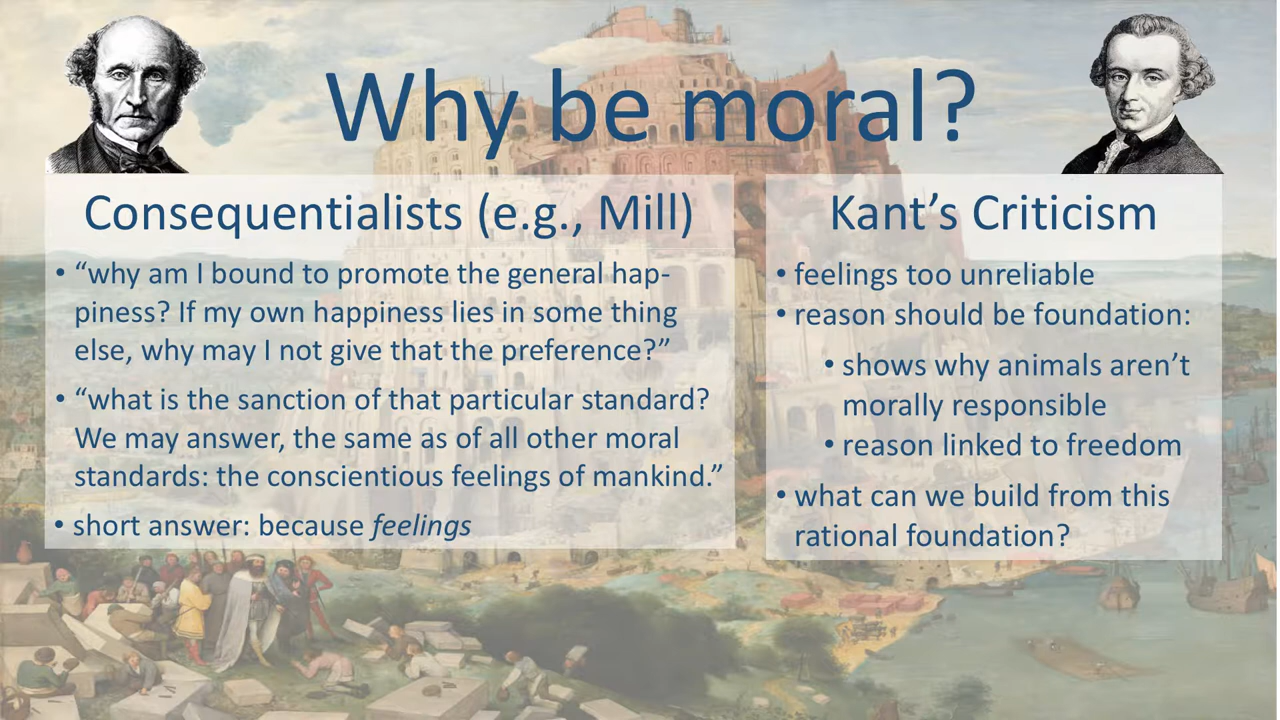 Why be moral?
Consequentialists (e.g., Mill)
• “why am I bound to promote the general hap-
piness? If my own happiness lies in some thing
else, why may I not give that the preference?”
• “what is the sanction of that particular standard?
We may answer, the same as of all other moral
standards: the conscientious feelings of mankind.”
• short answer: because feelings
Kant’s Criticism
• feelings too unreliable
• reason should be foundation:
• shows why animals aren’t
morally responsible
• reason linked to freedom
• what can we build from this
rational foundation?